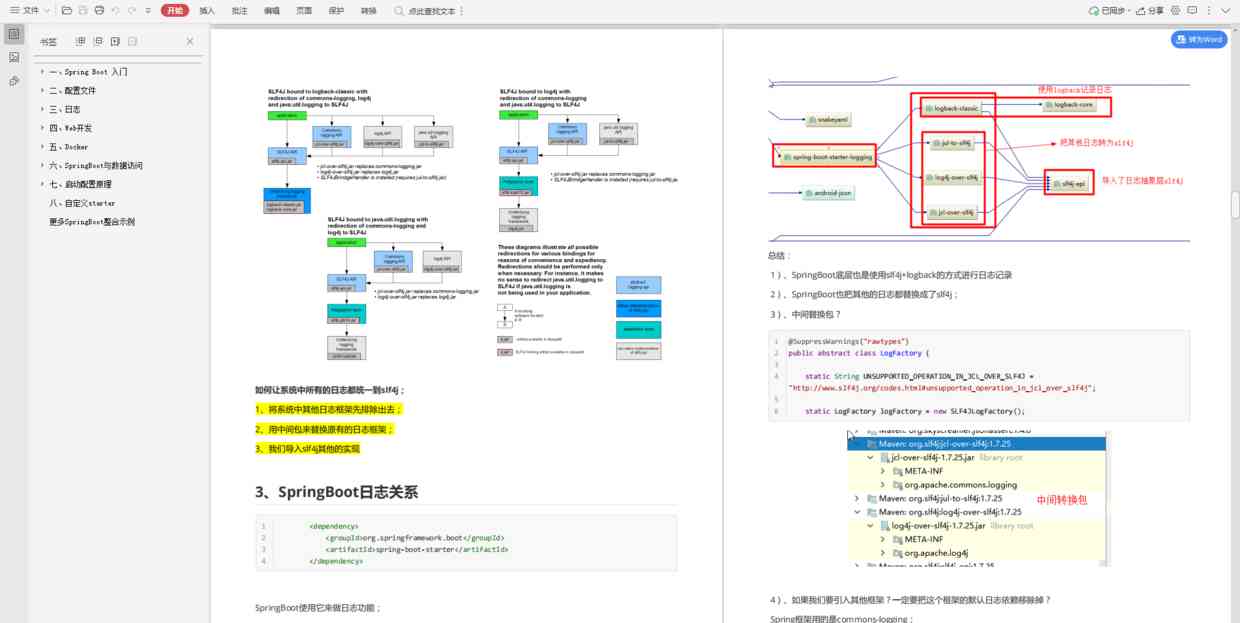 文件
开始
插入
批注
编辑
页面
保护
转换
点此查找文本
已同步
分享
书签
一、Spring Boot 入门
二、配置文件
三、日志
四、Web开发
五、Docker
六、SpringBoot与数据访问
七、启动配置原理
八、自定义starter
更多SpringBoot整合示例
SLF4J bound to logback-classic with
redirection of commons-logging, log4j
and java.util.logging to SLF4J
application
SLF4J bound to log4j with
redirection of commons-logging
and java.util.logging to SLF4J
application
SLF4J bound to java.util.logging with
redirection of commons-logging and
log4j to SLF4J
application
These diagrams illustrate all possible
redirections for various bindings for
reasons of convenience and expediency.
Redirections should be performed only
when necessary. For instance, it makes
no sense to redirect java.util.logging to
SLF4J if java.util.logging is
not being used in your application.
如何让系统中所有的日志都统一到slf4j；
1、将系统中其他日志框架先排除出去；
2、用中间包来替换原有的日志框架；
3、我们导入slf4j其他的实现
3、SpringBoot日志关系
1 <dependency>
2 <groupId>org.springframework.boot</groupId>
3 <artifactId>spring-boot-starter</artifactId>
4 </dependency>
SpringBoot使用它来做日志功能；
转为Word
使用logback记录日志
logback-classic
logback-core
snakeyaml
jul-to-slf4j
把其他日志转为slf4j
spring-boot-starter-logging
log4j-over-slf4j
slf4j-api
导入了日志抽象层slf4j
android-json
jcl-over-slf4j
总结：
1）、SpringBoot底层也是使用slf4j+logback的方式进行日志记录
2）、SpringBoot也把其他的日志都替换成了slf4j；
3）、中间替换包？
1 @SuppressWarnings("rawtypes")
2 public abstract class LogFactory {
3
4 static String UNSUPPORTED_OPERATION_IN_JCL_OVER_SLF4J =
"http://www.slf4j.org/codes.html#unsupported_operation_in_jcl_over_slf4j";
5
6 static LogFactory logFactory = new SLF4JLogFactory();
Maven: org.skyscreamer:jsonassert:1.4.0
Maven: org.slf4j:jcl-over-slf4j:1.7.25
jcl-over-slf4j-1.7.25.jar library root
META-INF
org.apache.commons.logging
Maven: org.slf4j:jul-to-slf4j:1.7.25
中间转换包
Maven: org.slf4j:log4j-over-slf4j:1.7.25
log4j-over-slf4j-1.7.25.jar library root
META-INF
org.apache.log4j
Maven: org.slf4j:slf4j-api:1.7.25
4）、如果我们要引入其他框架？一定要把这个框架的默认日志依赖移除掉？
Spring框架用的是commons-logging；